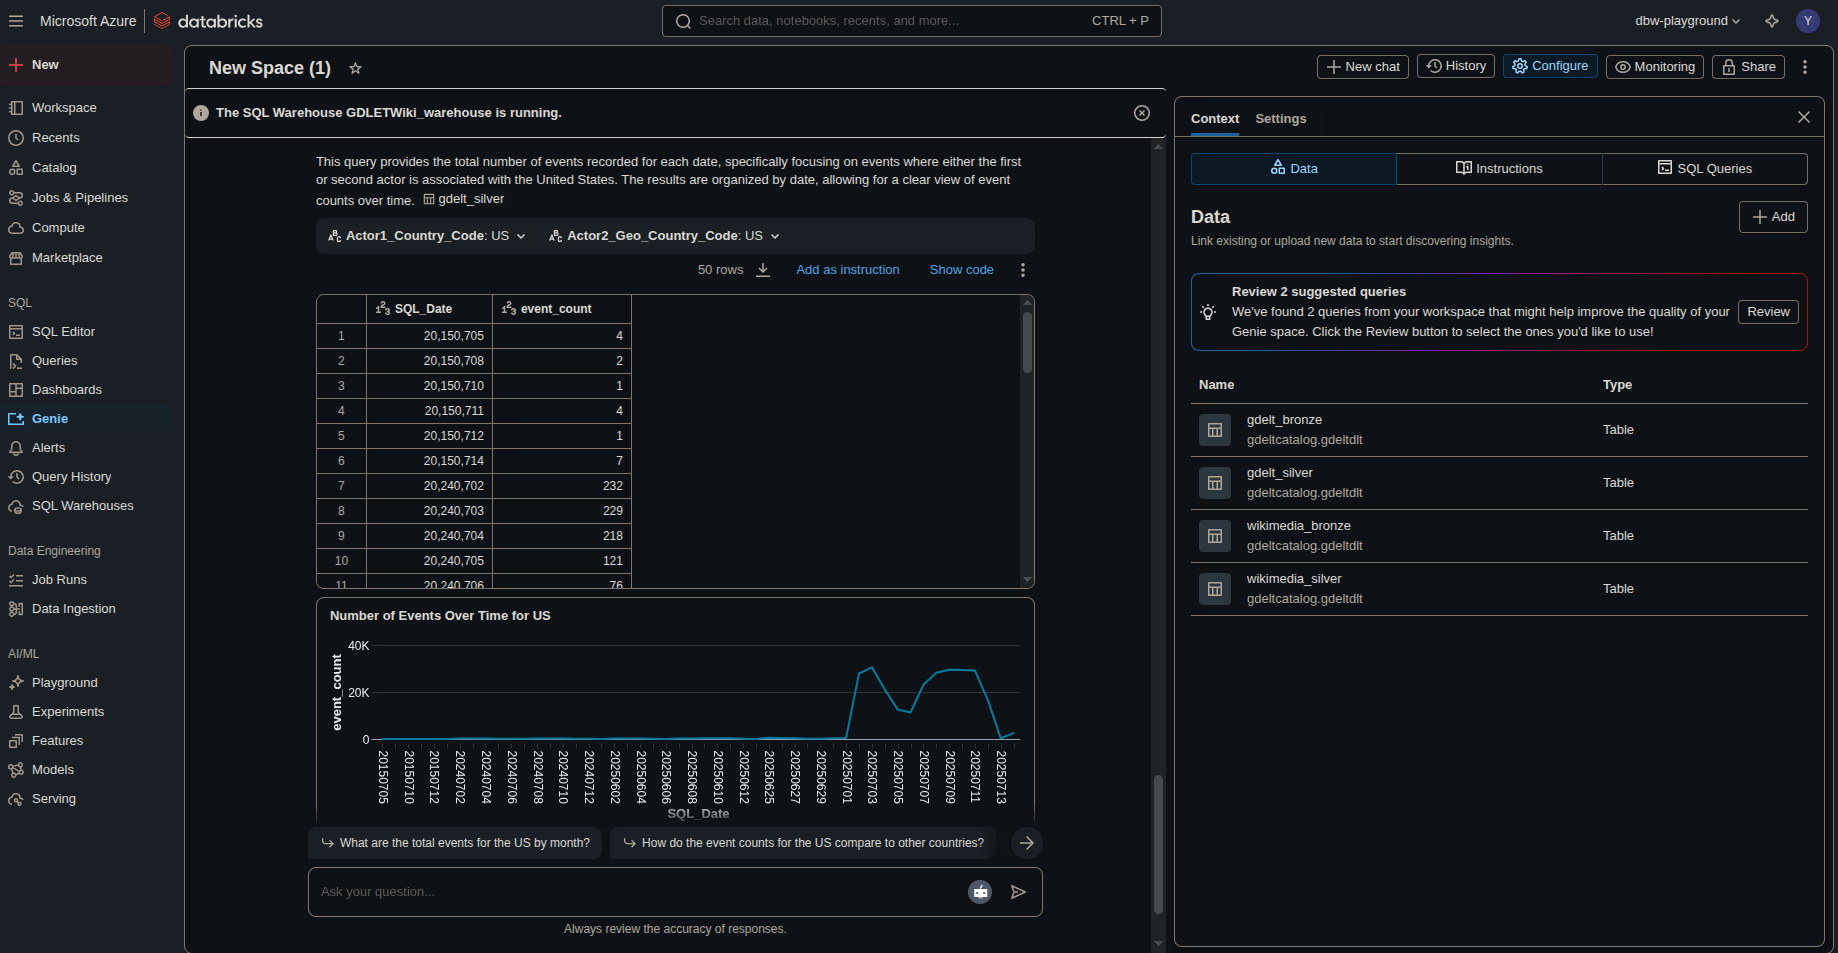 Microsoft Azure databricks
Search data, notebooks, recents, and more... CTRL + P
dbw-playground Y
New
Workspace
Recents
Catalog
Jobs & Pipelines
Compute
Marketplace
SQL
SQL Editor
Queries
Dashboards
Genie
Alerts
Query History
SQL Warehouses
Data Engineering
Job Runs
Data Ingestion
AI/ML
Playground
Experiments
Features
Models
Serving
New Space (1)
New chat History Configure Monitoring Share
The SQL Warehouse GDLETWiki_warehouse is running.
This query provides the total number of events recorded for each date, specifically focusing on events where either the first
or second actor is associated with the United States. The results are organized by date, allowing for a clear view of event
counts over time. gdelt_silver
Actor1_Country_Code: US Actor2_Geo_Country_Code: US
50 rows Add as instruction Show code
SQL_Date event_count
1 20,150,705 4
2 20,150,708 2
3 20,150,710 1
4 20,150,711 4
5 20,150,712 1
6 20,150,714 7
7 20,240,702 232
8 20,240,703 229
9 20,240,704 218
10 20,240,705 121
11 20,240,706 76
Number of Events Over Time for US
event_count
40K
20K
0
20150705 20150710 20150712 20240702 20240704 20240706 20240708 20240710 20240712 20250602 20250604 20250606 20250608 20250610 20250612 20250625 20250627 20250629 20250701 20250703 20250705 20250707 20250709 20250711 20250713
SQL_Date
What are the total events for the US by month? How do the event counts for the US compare to other countries?
Ask your question...
Always review the accuracy of responses.
Context Settings
Data Instructions SQL Queries
Data
Add
Link existing or upload new data to start discovering insights.
Review 2 suggested queries
We've found 2 queries from your workspace that might help improve the quality of your
Genie space. Click the Review button to select the ones you'd like to use!
Review
Name Type
gdelt_bronze
gdeltcatalog.gdeltdlt
Table
gdelt_silver
gdeltcatalog.gdeltdlt
Table
wikimedia_bronze
gdeltcatalog.gdeltdlt
Table
wikimedia_silver
gdeltcatalog.gdeltdlt
Table